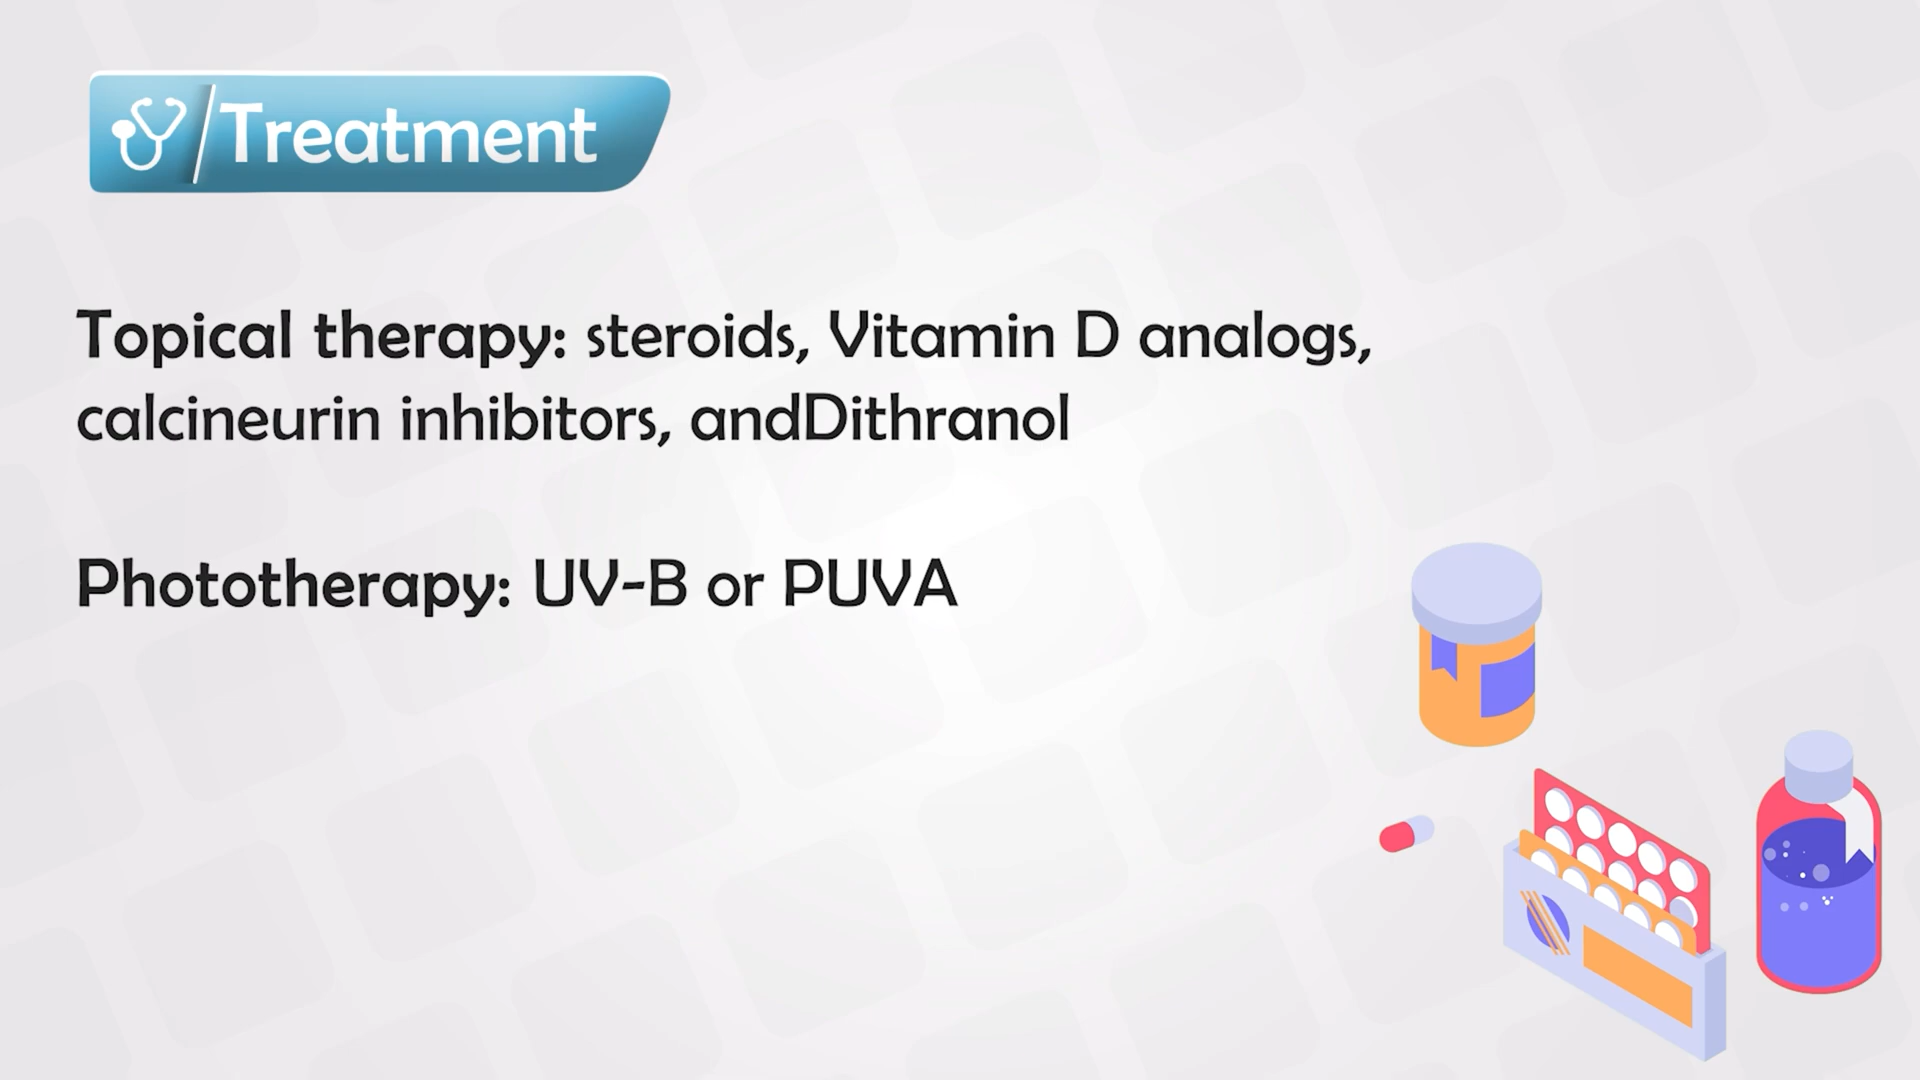 Treatment
Topical therapy: steroids, Vitamin D analogs,
calcineurin inhibitors, andDithranol
Phototherapy: UV-B or PUVA